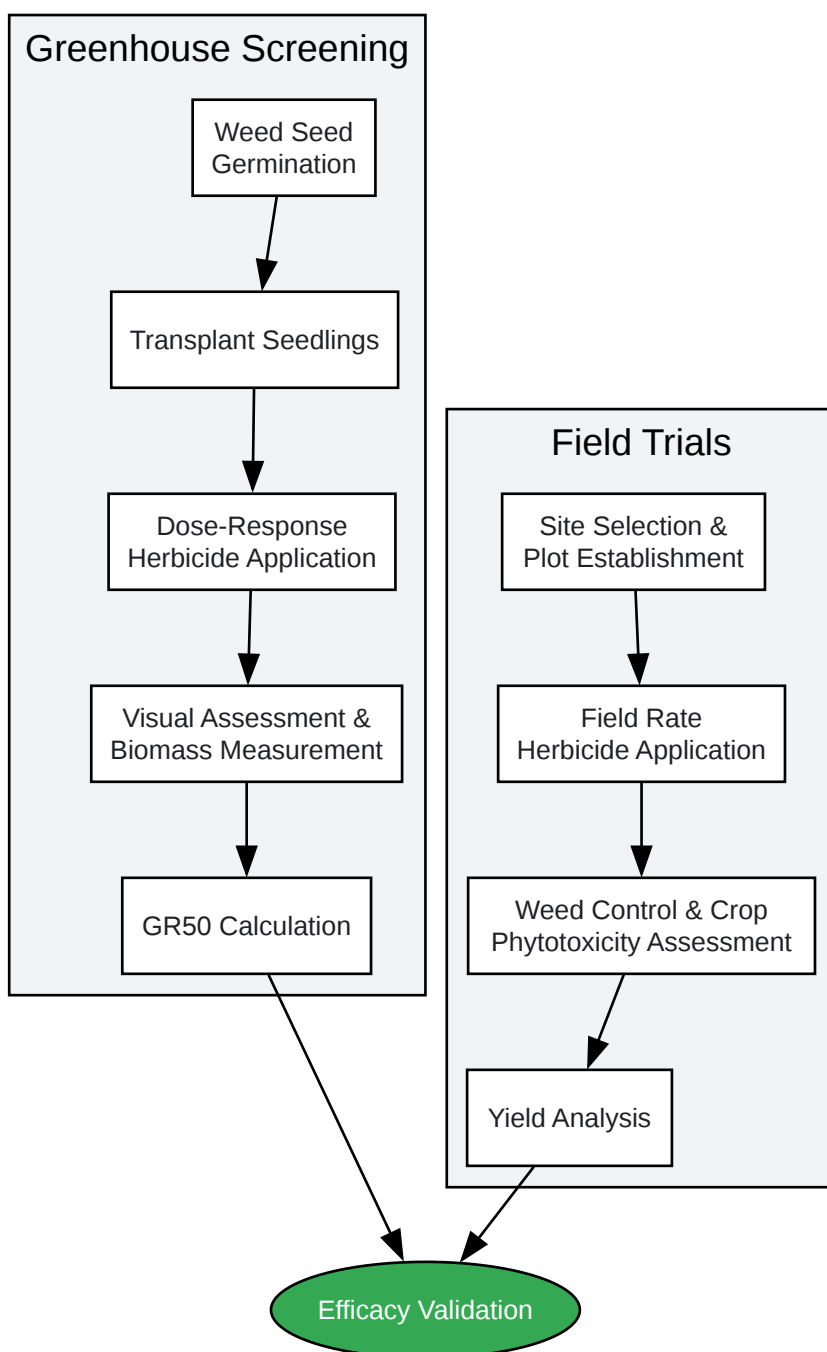 Greenhouse Screening
Weed Seed
Germination
Transplant Seedlings
Dose-Response
Herbicide Application
Visual Assessment &
Biomass Measurement
GR50 Calculation
Field Trials
Site Selection &
Plot Establishment
Field Rate
Herbicide Application
Weed Control & Crop
Phytotoxicity Assessment
Yield Analysis
Efficacy Validation